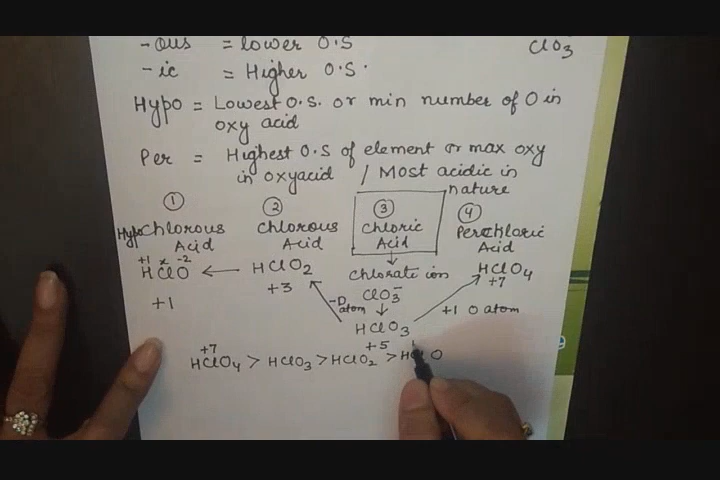 -ous = lower O.S
ClO3-
-ic = Higher O.S.
Hypo = Lowest O.S. or min number of O in
oxy acid
Per = Highest O.S of element or max oxy
in oxyacid / Most acidic in
nature
1 2 3 4
Hypo Chlorous Acid
Chlorous Acid
Chloric Acid
Perchloric Acid
+1 x -2
HClO ← HClO2
+1
+3
Chlorate ion
ClO3-
HClO4
+7
-O atom
+1 O atom
HClO3
+5
+7
HClO4 > HClO3 > HClO2 > H O